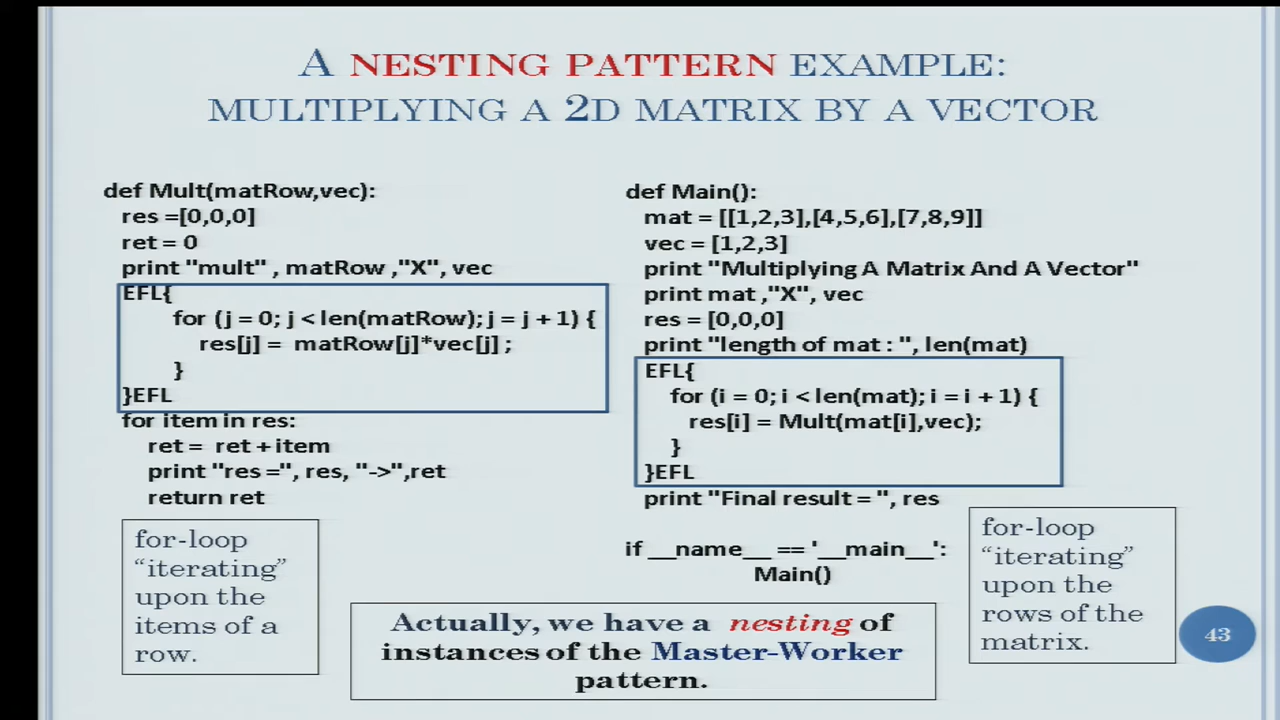 A NESTING PATTERN EXAMPLE:
MULTIPLYING A 2D MATRIX BY A VECTOR
def Mult(matRow,vec):
res =[0,0,0]
ret = 0
print "mult" , matRow ,"X", vec
EFL{
for (j = 0; j < len(matRow); j = j + 1) {
res[j] = matRow[j]*vec[j] ;
}
}EFL
for item in res:
ret = ret + item
print "res =", res, "->",ret
return ret
for-loop
“iterating”
upon the
items of a
row.
def Main():
mat = [[1,2,3],[4,5,6],[7,8,9]]
vec = [1,2,3]
print "Multiplying A Matrix And A Vector"
print mat ,"X", vec
res = [0,0,0]
print "length of mat : ", len(mat)
EFL{
for (i = 0; i < len(mat); i = i + 1) {
res[i] = Mult(mat[i],vec);
}
}EFL
print "Final result = ", res
if __name__ == '__main__':
Main()
for-loop
“iterating”
upon the
rows of the
matrix.
Actually, we have a nesting of
instances of the Master-Worker
pattern.
43